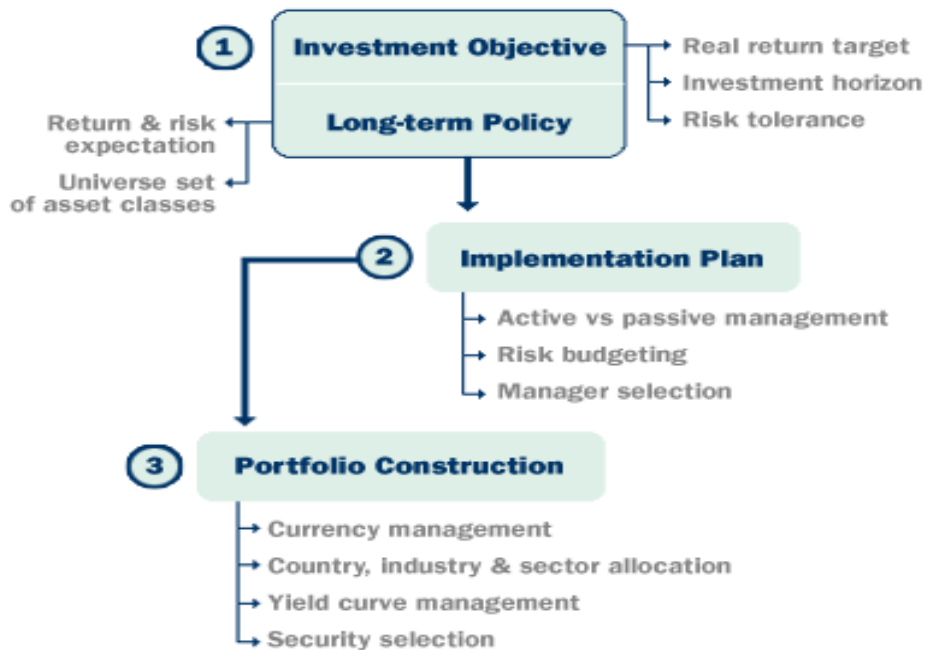 1
Investment Objective
Real return target
Investment horizon
Long-term Policy
Risk tolerance
Return & risk
expectation
Universe set
of asset classes
2
Implementation Plan
Active vs passive management
Risk budgeting
Manager selection
3
Portfolio Construction
Currency management
Country, industry & sector allocation
Yield curve management
Security selection